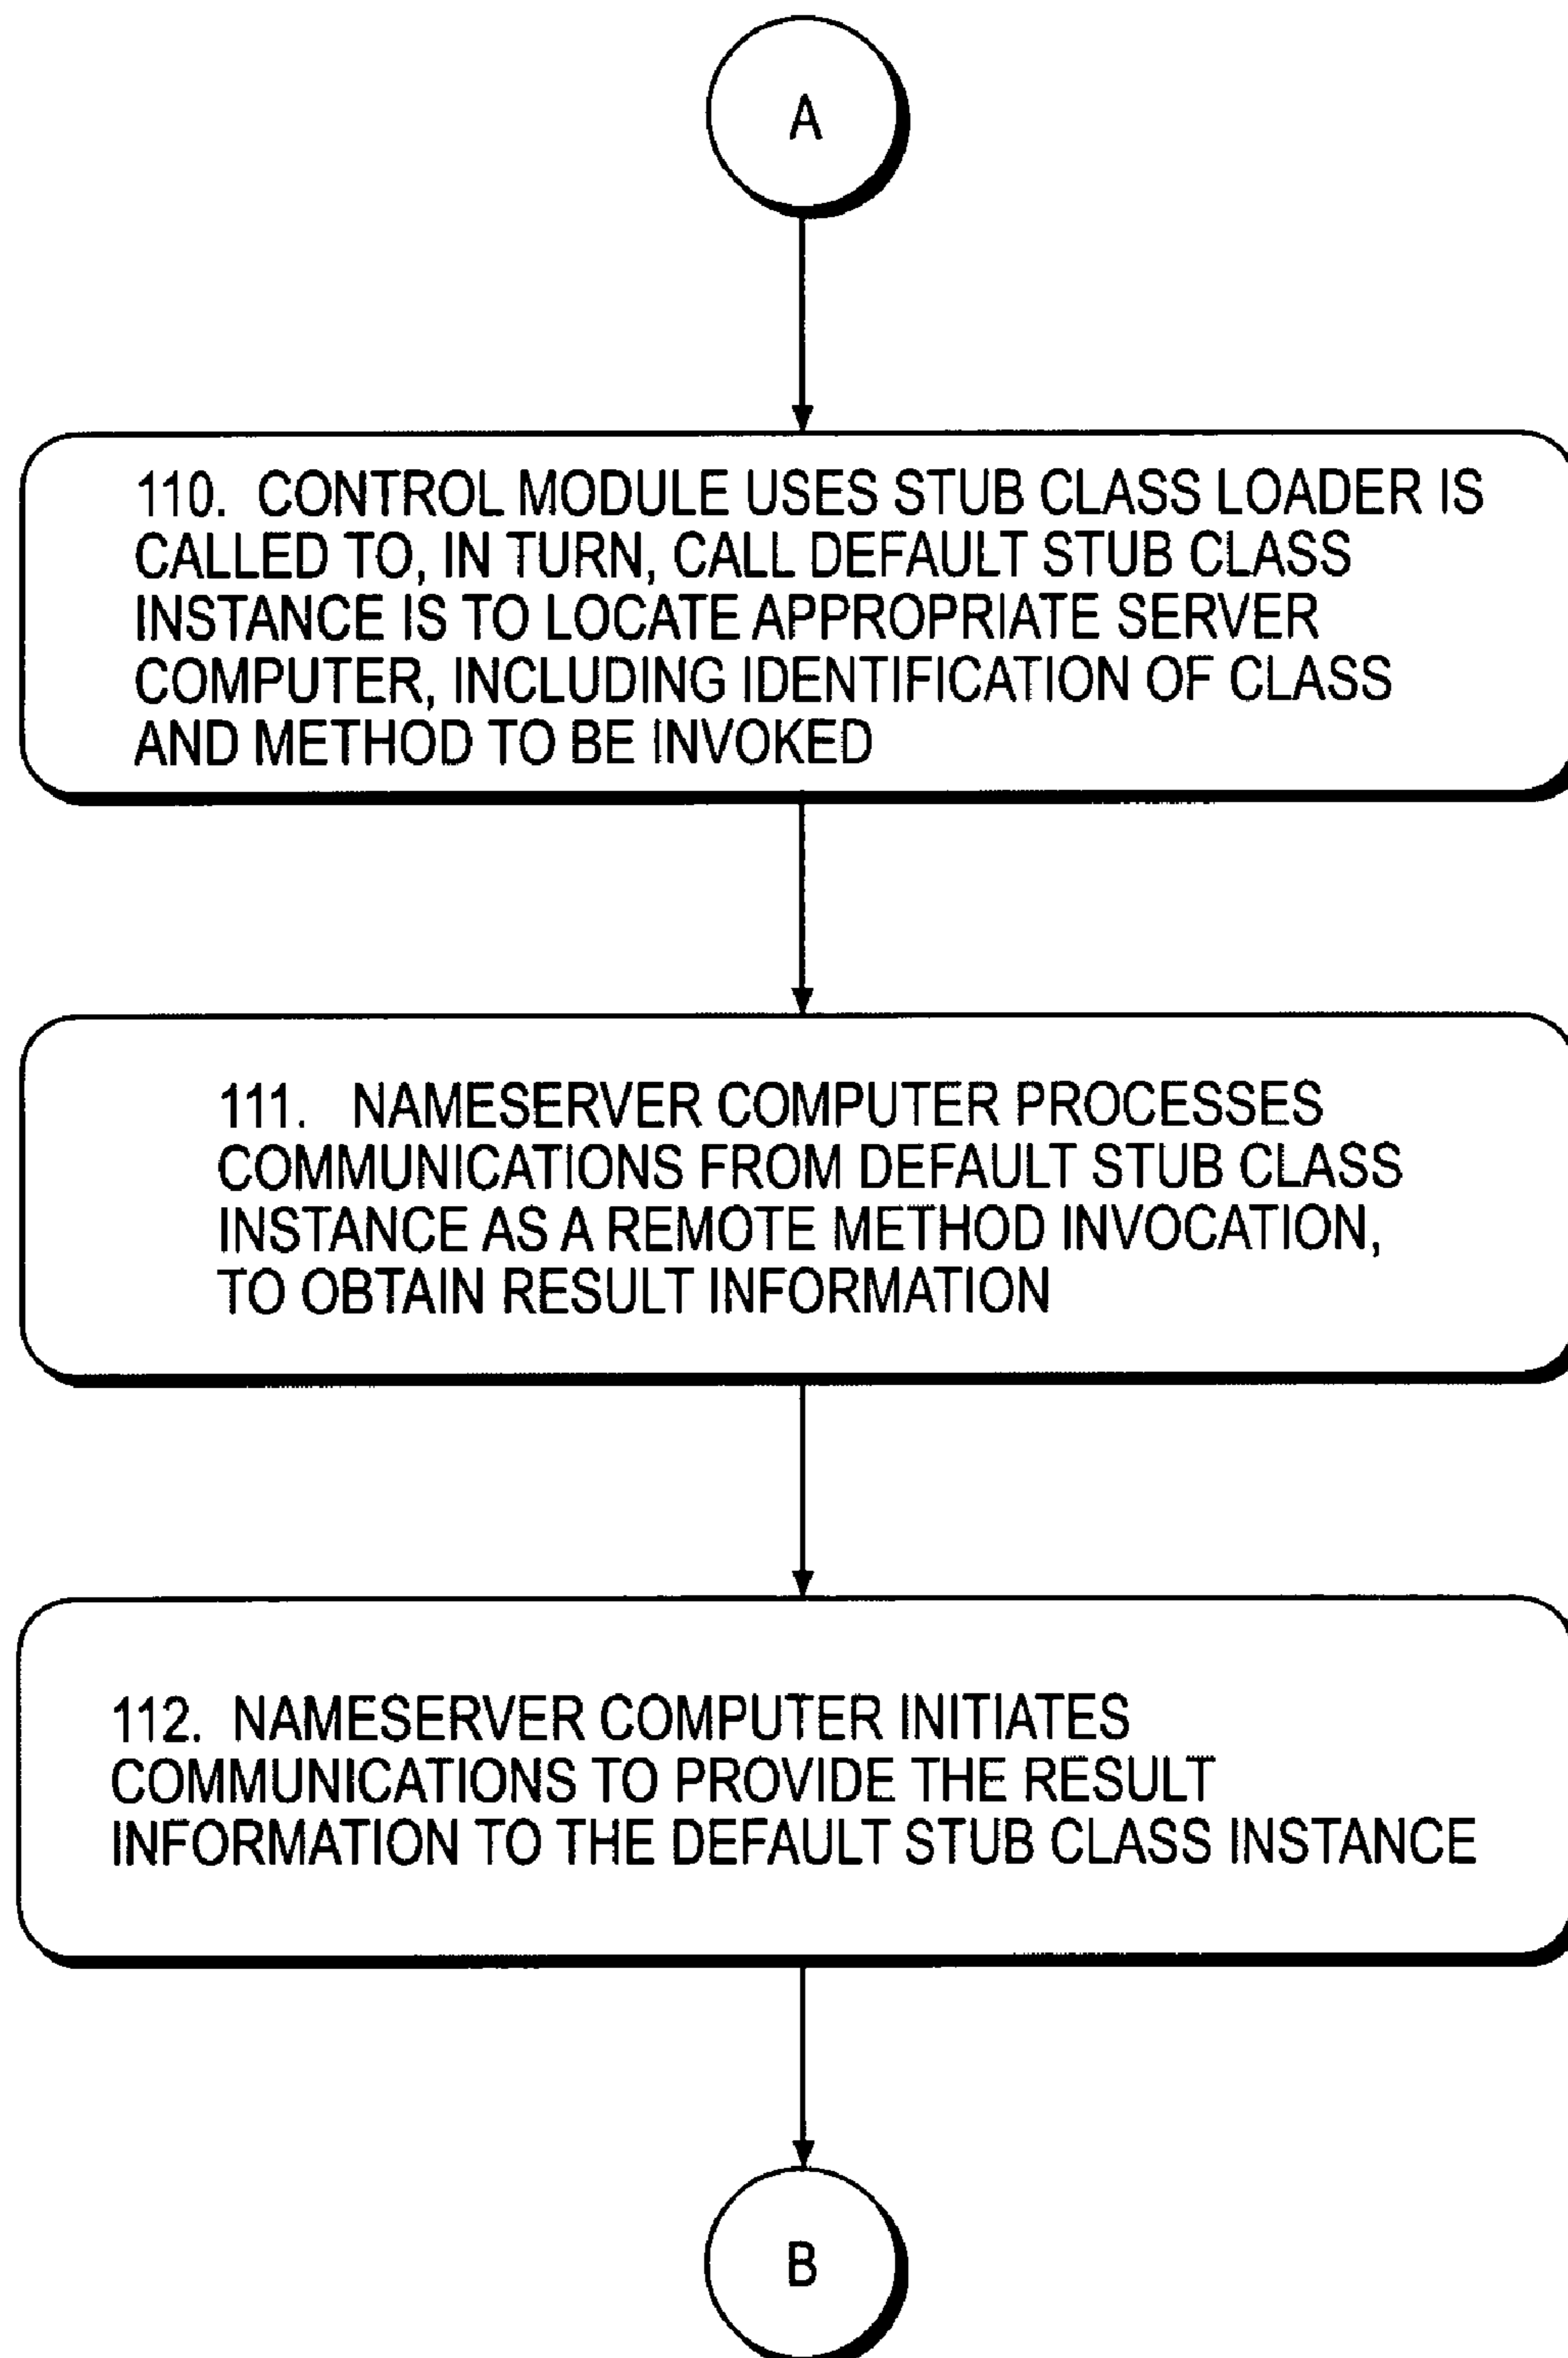 A
110. CONTROL MODULE USES STUB CLASS LOADER IS
CALLED TO, IN TURN, CALL DEFAULT STUB CLASS
INSTANCE IS TO LOCATE APPROPRIATE SERVER
COMPUTER, INCLUDING IDENTIFICATION OF CLASS
AND METHOD TO BE INVOKED
111. NAMESERVER COMPUTER PROCESSES
COMMUNICATIONS FROM DEFAULT STUB CLASS
INSTANCE AS A REMOTE METHOD INVOCATION,
TO OBTAIN RESULT INFORMATION
112. NAMESERVER COMPUTER INITIATES
COMMUNICATIONS TO PROVIDE THE RESULT
INFORMATION TO THE DEFAULT STUB CLASS INSTANCE
B